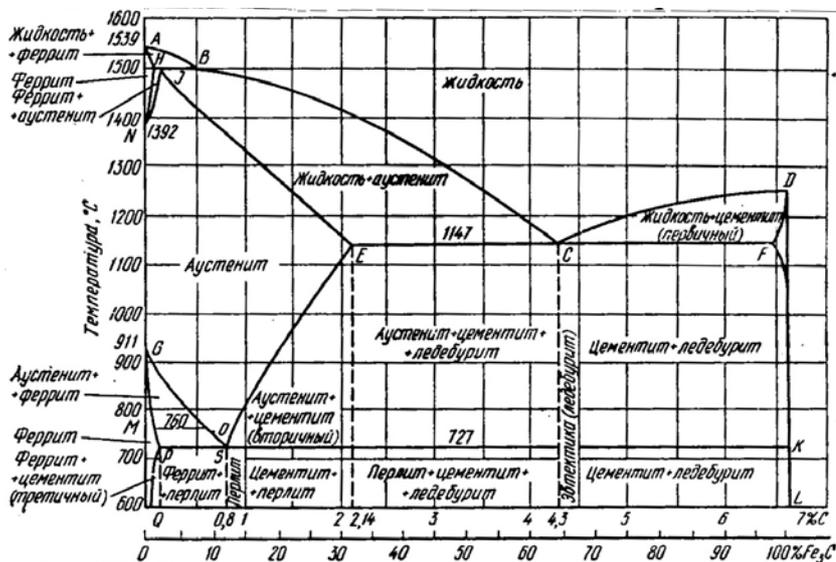 1600
1539
1500
1400
1392
1300
1200
1100
1000
911
900
800
700
600
Температура, °С
Жидкость+
+феррит
Феррит
Феррит+
+аустенит
N
A
H
J
B
Жидкость
Жидкость+аустенит
D
Жидкость+цементит
(первичный)
1147
E
C
F
Аустенит
Аустенит+цементит+
+ледебурит
Эвтектика (ледебурит)
Цементит+ледебурит
G
Аустенит+
+феррит
M
760
O
Аустенит+
+цементит
(вторичный)
727
K
Феррит
Феррит+
+цементит
(третичный)
P
S
Феррит+
+перлит
Перлит
Цементит+
+перлит
Перлит+цементит+
+ледебурит
Цементит+ледебурит
L
Q 0,8 1 2 2,14 3 4 4,3 5 6 7%C
0 10 20 30 40 50 60 70 80 90 100%Fe₃C